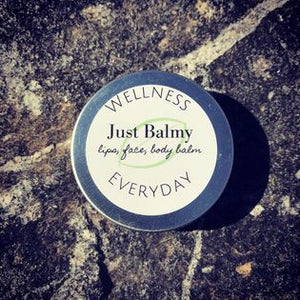 WELLNESS
Just Balmy
lips, face, body balm
EVERYDAY